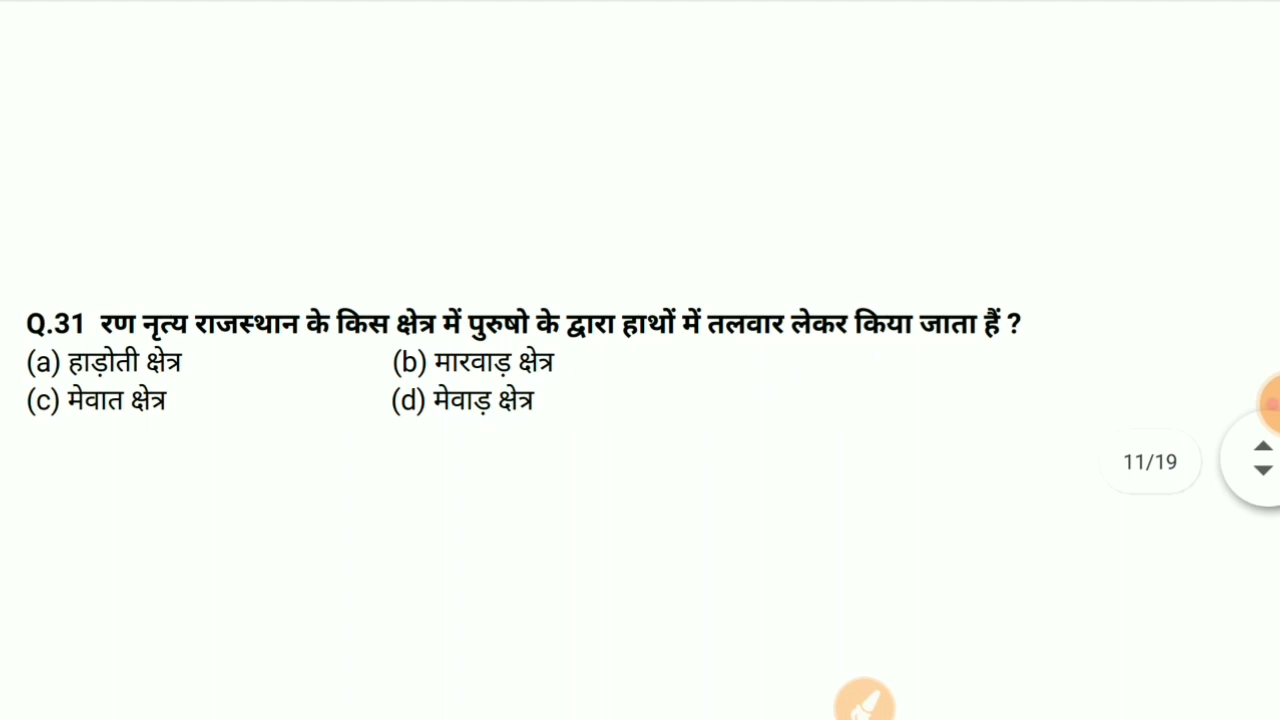 Q.31 रण नृत्य राजस्थान के किस क्षेत्र में पुरुषो के द्वारा हाथों में तलवार लेकर किया जाता हैं ?
(a) हाड़ोती क्षेत्र (b) मारवाड़ क्षेत्र
(c) मेवात क्षेत्र (d) मेवाड़ क्षेत्र
11/19